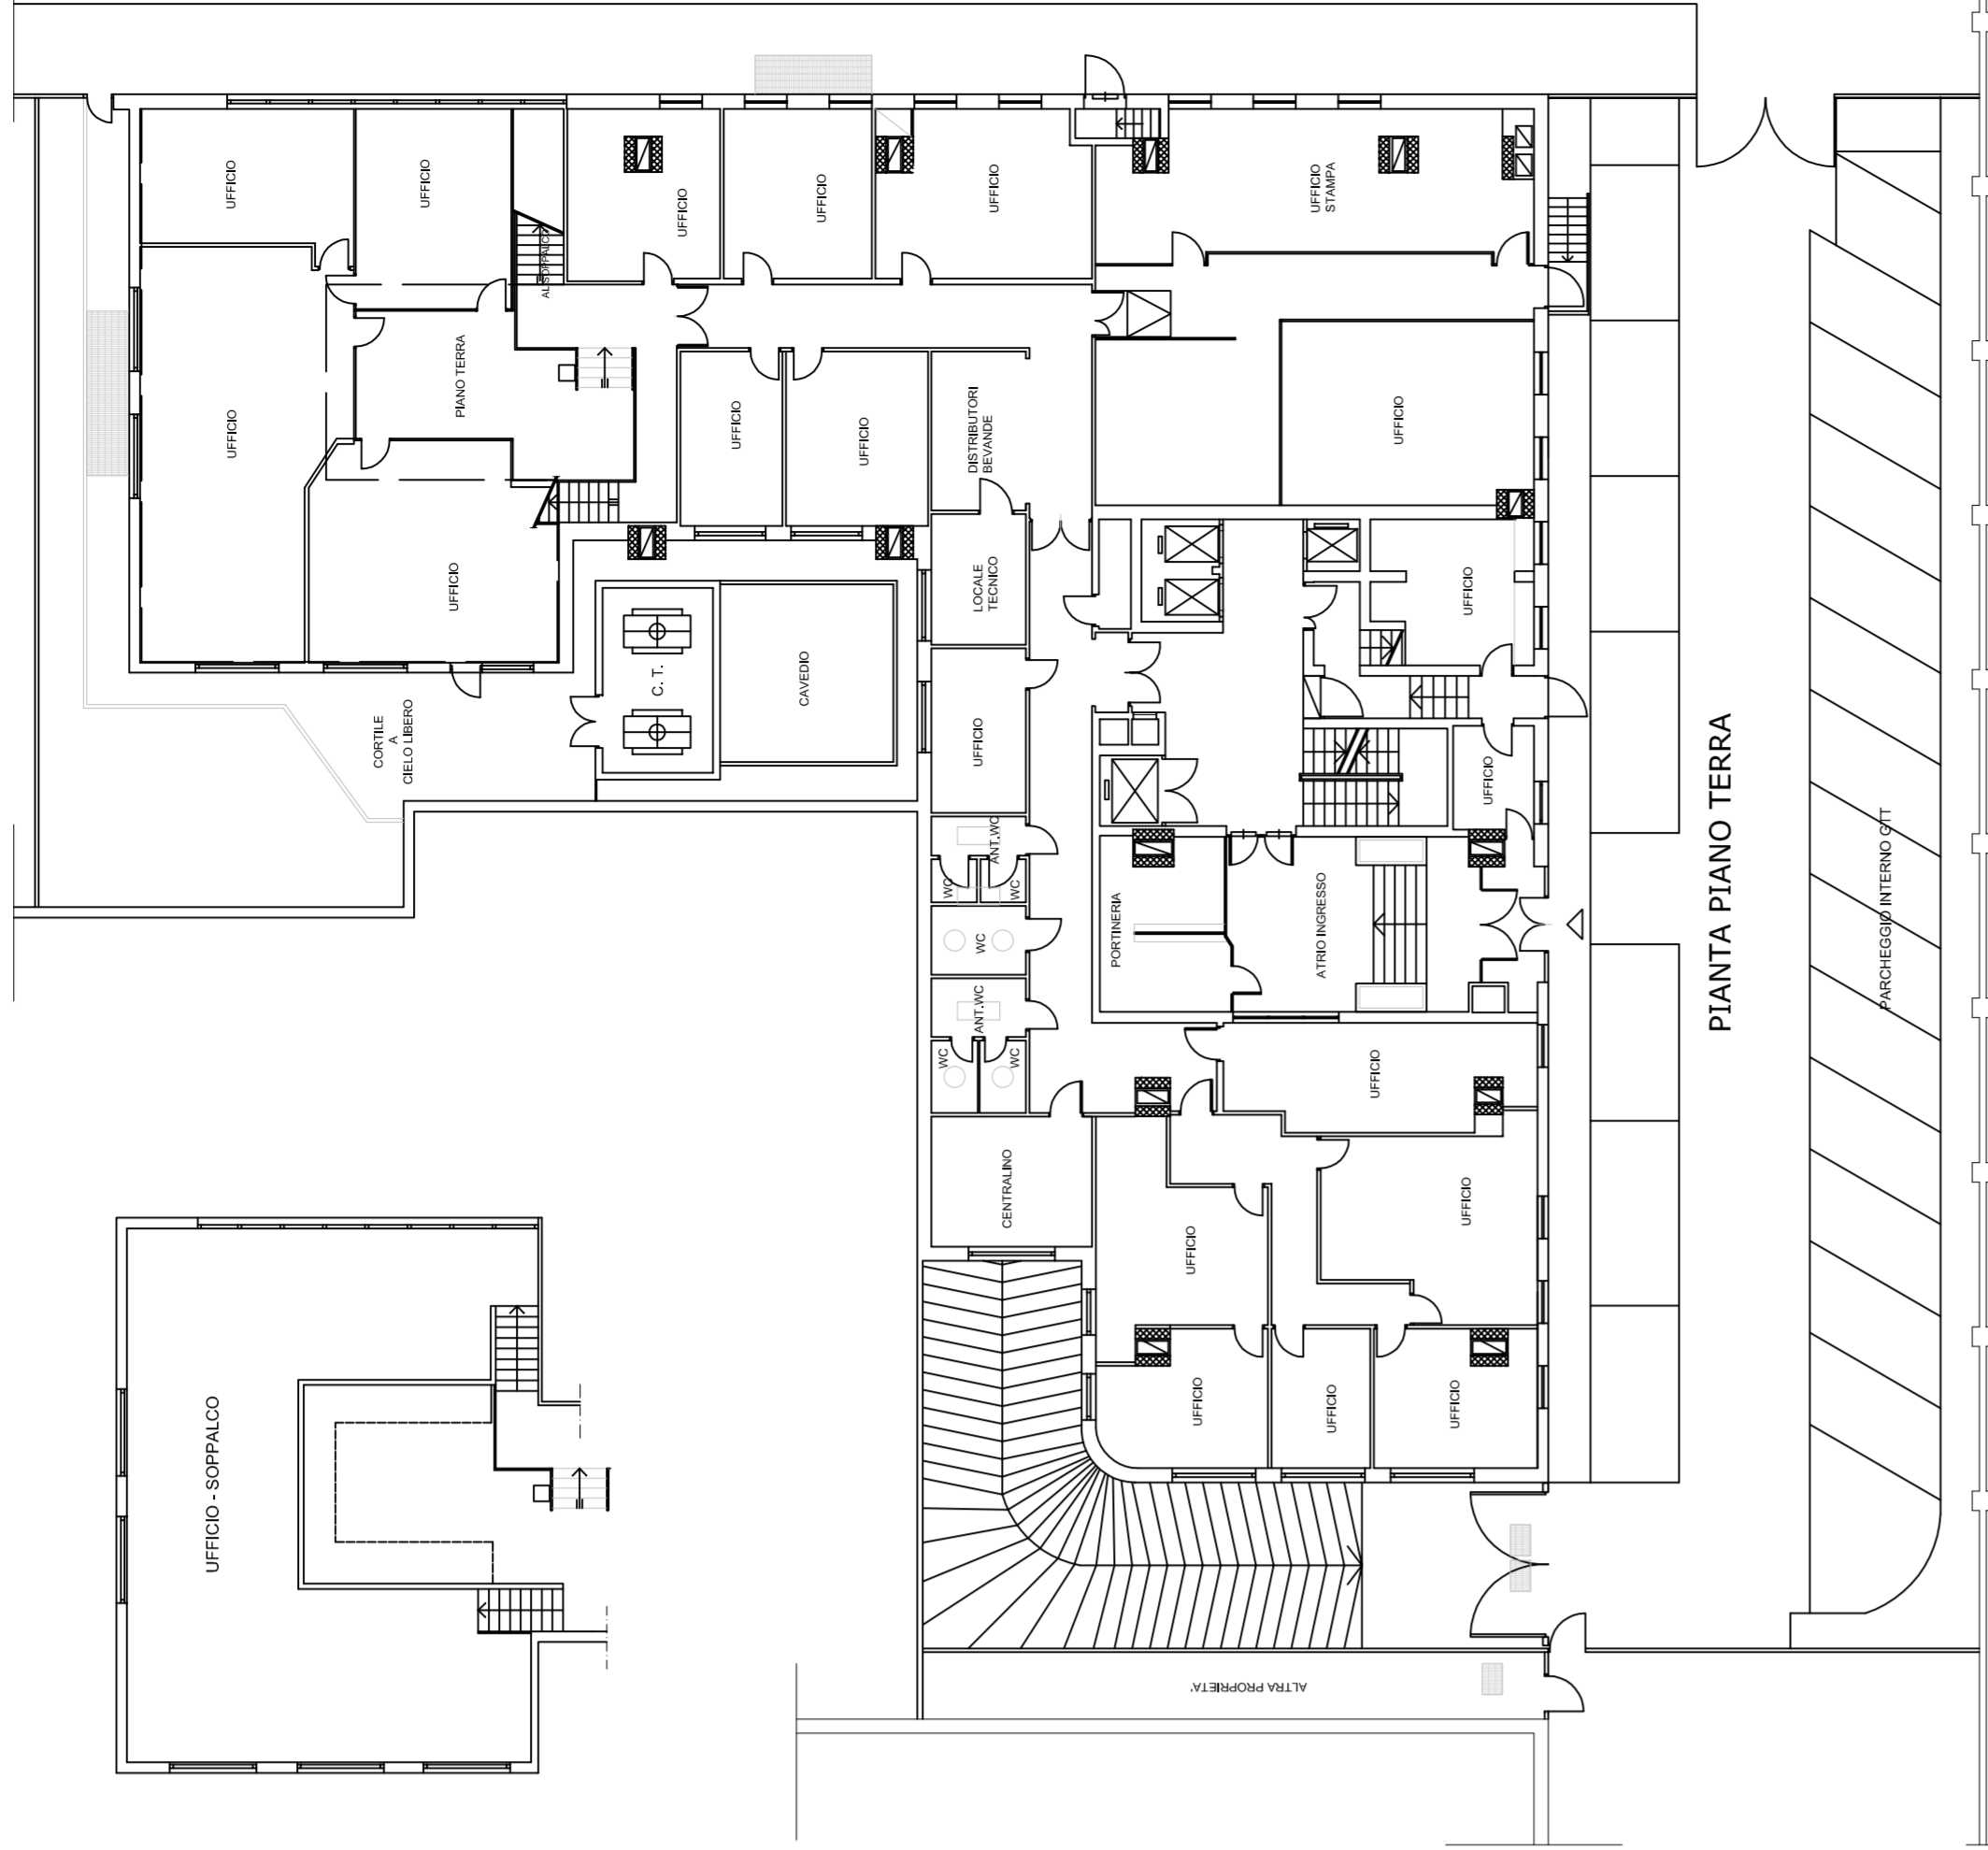 UFFICIO
UFFICIO
UFFICIO
UFFICIO
UFFICIO
UFFICIO
STAMPA
AL SOPPALCO
PIANO TERRA
UFFICIO
UFFICIO
UFFICIO
DISTRIBUTORI
BEVANDE
UFFICIO
UFFICIO
LOCALE
TECNICO
UFFICIO
C. T.
CAVEDIO
CORTILE
A
CIELO LIBERO
UFFICIO
UFFICIO
ANT.WC
WC
WC
WC
ANT.WC
WC
WC
PORTINERIA
ATRIO INGRESSO
PIANTA PIANO TERRA
PARCHEGGIO INTERNO GTT
UFFICIO
CENTRALINO
UFFICIO
UFFICIO
UFFICIO
UFFICIO
UFFICIO
UFFICIO - SOPPALCO
ALTRA PROPRIETA'